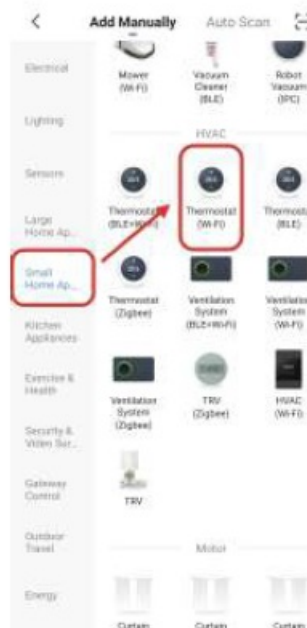 Add Manually
Auto Scan
Electrical
Lighting
Sensors
Large
Home Ap...
Small
Home Ap...
Kitchen
Appliances
Exercise &
Health
Security &
Video Sur...
Gateway
Control
Outdoor
Travel
Energy
Mower
(Wi-Fi)
Vacuum
Cleaner
(BLE)
Robot
Vacuum
(IPC)
HVAC
Thermostat
(BLE+Wi-Fi)
Thermostat
(Wi-Fi)
Thermostat
(BLE)
Thermostat
(Zigbee)
Ventilation
System
(BLE+Wi-Fi)
Ventilation
System
(Wi-Fi)
Ventilation
System
(Zigbee)
TRV
(Zigbee)
HVAC
(Wi-Fi)
TRV
Motor
Curtain
Curtain
Curtain